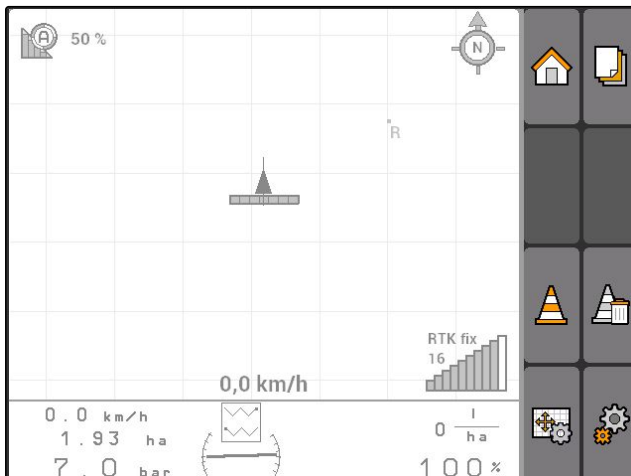 A 50 %
N
R
RTK fix
16
0,0 km/h
0.0 km/h
1.93 ha
7.0 bar
0 l/ha
100%